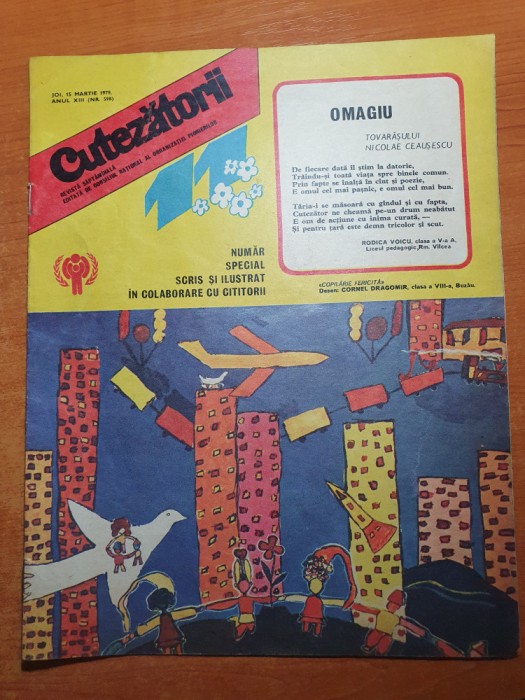 JOI, 15 MARTIE 1979,
ANUL XIII (NR. 598)
Cutezătorii
REVISTĂ SĂPTĂMÎNALĂ
EDITATĂ DE CONSILIUL NAȚIONAL AL ORGANIZAȚIEI PIONIERILOR
11
NUMĂR
SPECIAL
SCRIS ȘI ILUSTRAT
ÎN COLABORARE CU CITITORII
OMAGIU
TOVARĂȘULUI
NICOLAE CEAUȘESCU
De fiecare dată îl știm la datorie,
Trăindu-și toată viața spre binele comun.
Prin fapte se înalță în cînt și poezie,
E omul cel mai pașnic, e omul cel mai bun.
Tăria-i se măsoară cu gîndul și cu fapta,
Cutezător ne cheamă pe-un drum neabătut
E om de acțiune cu inima curată, —
Și pentru țară este demn tricolor și scut.
RODICA VOICU, clasa a V-a A,
Liceul pedagogic, Rm. Vîlcea
«COPILĂRIE FERICITĂ»
Desen: CORNEL DRAGOMIR, clasa a VIII-a, Buzău.